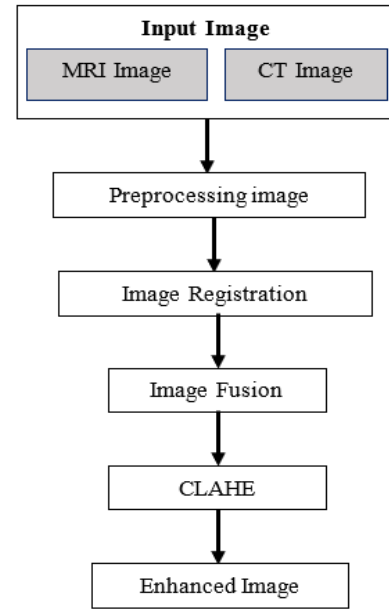 Input Image
MRI Image
CT Image
Preprocessing image
Image Registration
Image Fusion
CLAHE
Enhanced Image